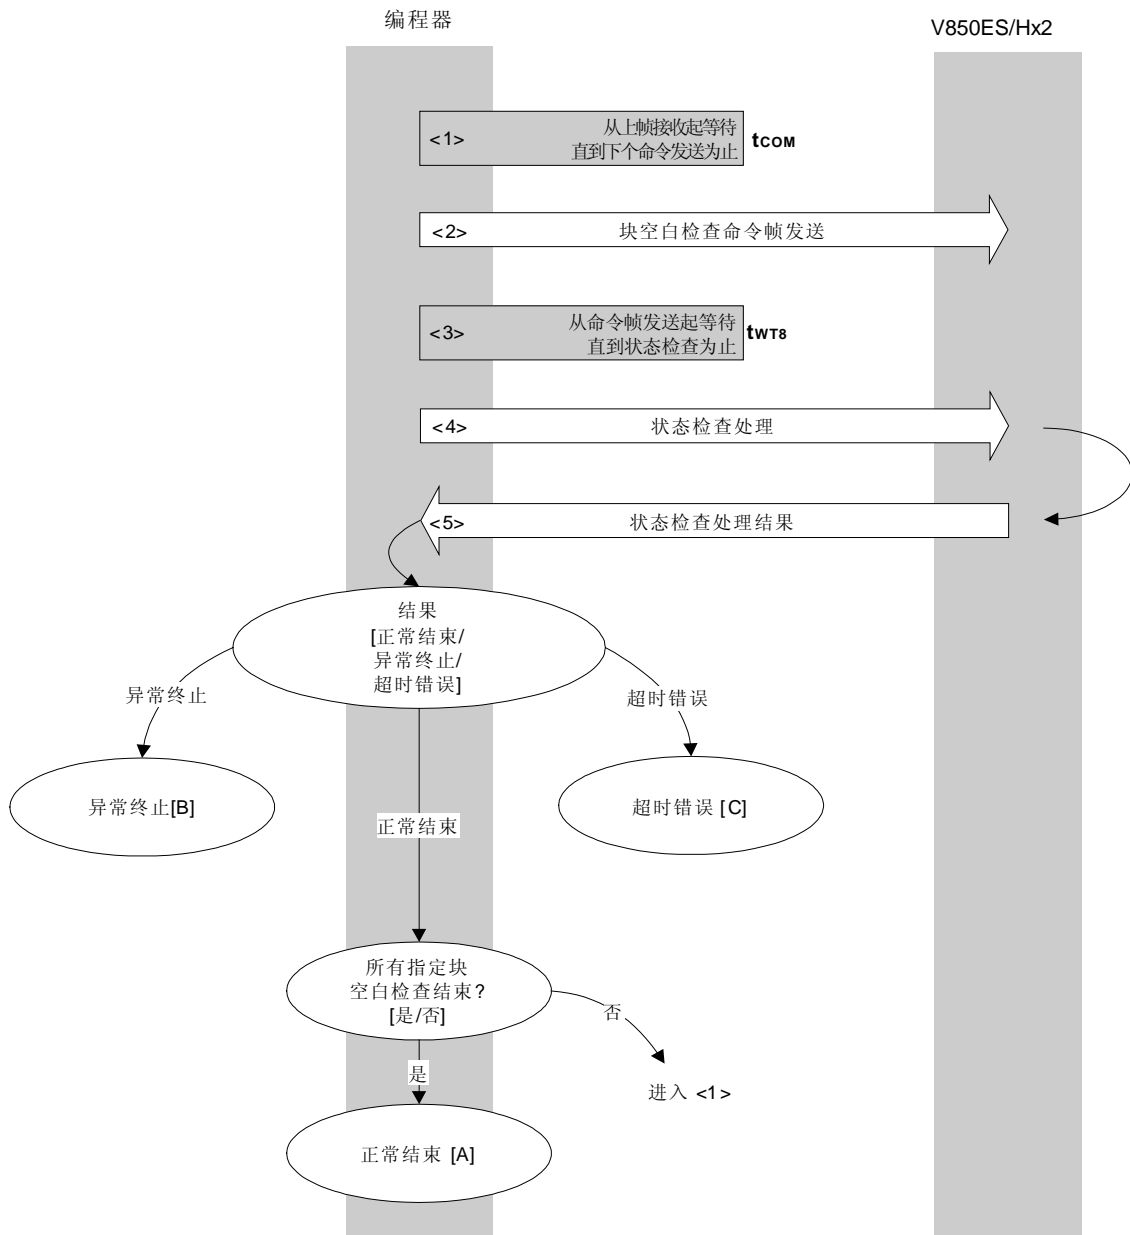 编程器
V850ES/Hx2
<1> 从上帧接收起等待
直到下个命令发送为止
tCOM
<2> 块空白检查命令帧发送
<3> 从命令帧发送起等待
直到状态检查为止
tWT8
<4> 状态检查处理
<5> 状态检查处理结果
结果
[正常结束/
异常终止/
超时错误]
异常终止
超时错误
异常终止[B]
超时错误 [C]
正常结束
所有指定块
空白检查结束?
[是/否]
否
是
进入 <1>
正常结束 [A]